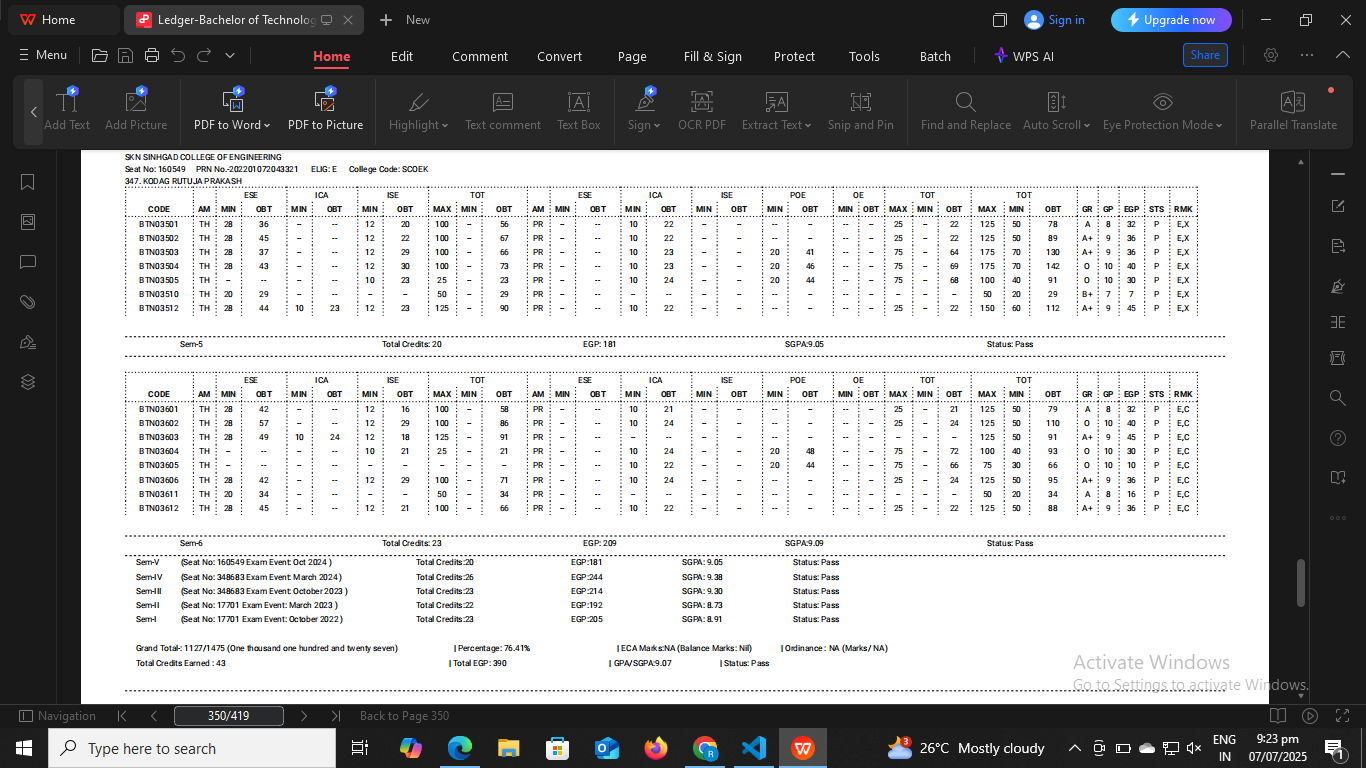 Home Ledger-Bachelor of Technolog New Sign in Upgrade now
Menu Home Edit Comment Convert Page Fill & Sign Protect Tools Batch WPS AI Share
Add Text Add Picture PDF to Word PDF to Picture Highlight Text comment Text Box Sign OCR PDF Extract Text Snip and Pin Find and Replace Auto Scroll Eye Protection Mode Parallel Translate
SKN SINHGAD COLLEGE OF ENGINEERING
Seat No: 160549 PRN No.-202201072043321 ELIG: E College Code: SCOEK
347. KODAG RUTUJA PRAKASH
ESE ICA ISE TOT ESE ICA ISE POE OE TOT TOT
CODE AM MIN OBT MIN OBT MIN OBT MAX MIN OBT AM MIN OBT MIN OBT MIN OBT MIN OBT MIN OBT MAX MIN OBT MAX MIN OBT GR GP EGP STS RMK
BTN03501 TH 28 36 -- -- 12 20 100 -- 56 PR -- -- 10 22 -- -- -- -- -- -- 25 -- 22 125 50 78 A 8 32 P E,X
BTN03502 TH 28 45 -- -- 12 22 100 -- 67 PR -- -- 10 22 -- -- -- -- -- -- 25 -- 22 125 50 89 A+ 9 36 P E,X
BTN03503 TH 28 37 -- -- 12 29 100 -- 66 PR -- -- 10 23 -- -- 20 41 -- -- 75 -- 64 175 70 130 A+ 9 36 P E,X
BTN03504 TH 28 43 -- -- 12 30 100 -- 73 PR -- -- 10 23 -- -- 20 46 -- -- 75 -- 69 175 70 142 O 10 40 P E,X
BTN03505 TH -- -- -- -- 10 23 25 -- 23 PR -- -- 10 24 -- -- 20 44 -- -- 75 -- 68 100 40 91 O 10 30 P E,X
BTN03510 TH 20 29 -- -- -- -- 50 -- 29 PR -- -- -- -- -- -- -- -- -- -- -- -- -- 50 20 29 B+ 7 7 P E,X
BTN03512 TH 28 44 10 23 12 23 125 -- 90 PR -- -- 10 22 -- -- -- -- -- -- 25 -- 22 150 60 112 A+ 9 45 P E,X
Sem-5 Total Credits: 20 EGP: 181 SGPA:9.05 Status: Pass
ESE ICA ISE TOT ESE ICA ISE POE OE TOT TOT
CODE AM MIN OBT MIN OBT MIN OBT MAX MIN OBT AM MIN OBT MIN OBT MIN OBT MIN OBT MIN OBT MAX MIN OBT MAX MIN OBT GR GP EGP STS RMK
BTN03601 TH 28 42 -- -- 12 16 100 -- 58 PR -- -- 10 21 -- -- -- -- -- -- 25 -- 21 125 50 79 A 8 32 P E,C
BTN03602 TH 28 57 -- -- 12 29 100 -- 86 PR -- -- 10 24 -- -- -- -- -- -- 25 -- 24 125 50 110 O 10 40 P E,C
BTN03603 TH 28 49 10 24 12 18 125 -- 91 PR -- -- -- -- -- -- -- -- -- -- -- -- -- 125 50 91 A+ 9 45 P E,C
BTN03604 TH -- -- -- -- 10 21 25 -- 21 PR -- -- 10 24 -- -- 20 48 -- -- 75 -- 72 100 40 93 O 10 30 P E,C
BTN03605 TH -- -- -- -- -- -- -- -- -- PR -- -- 10 22 -- -- 20 44 -- -- 75 -- 66 75 30 66 O 10 10 P E,C
BTN03606 TH 28 42 -- -- 12 29 100 -- 71 PR -- -- 10 24 -- -- -- -- -- -- 25 -- 24 125 50 95 A+ 9 36 P E,C
BTN03611 TH 20 34 -- -- -- -- 50 -- 34 PR -- -- -- -- -- -- -- -- -- -- -- -- -- 50 20 34 A 8 16 P E,C
BTN03612 TH 28 45 -- -- 12 21 100 -- 66 PR -- -- 10 22 -- -- -- -- -- -- 25 -- 22 125 50 88 A+ 9 36 P E,C
Sem-6 Total Credits: 23 EGP: 209 SGPA:9.09 Status: Pass
Sem-V (Seat No: 160549 Exam Event: Oct 2024 ) Total Credits:20 EGP:181 SGPA: 9.05 Status: Pass
Sem-IV (Seat No: 348683 Exam Event: March 2024 ) Total Credits:26 EGP:244 SGPA: 9.38 Status: Pass
Sem-III (Seat No: 348683 Exam Event: October 2023 ) Total Credits:23 EGP:214 SGPA: 9.30 Status: Pass
Sem-II (Seat No: 17701 Exam Event: March 2023 ) Total Credits:22 EGP:192 SGPA: 8.73 Status: Pass
Sem-I (Seat No: 17701 Exam Event: October 2022 ) Total Credits:23 EGP:205 SGPA: 8.91 Status: Pass
Grand Total-: 1127/1475 (One thousand one hundred and twenty seven) | Percentage: 76.41% | ECA Marks:NA (Balance Marks: Nil) | Ordinance : NA (Marks/ NA)
Total Credits Earned : 43 | Total EGP: 390 | GPA/SGPA:9.07 | Status: Pass
Activate Windows
Go to Settings to activate Windows.
Navigation 350/419 Back to Page 350
Type here to search 3 26°C Mostly cloudy ENG IN 9:23 pm 07/07/2025 1